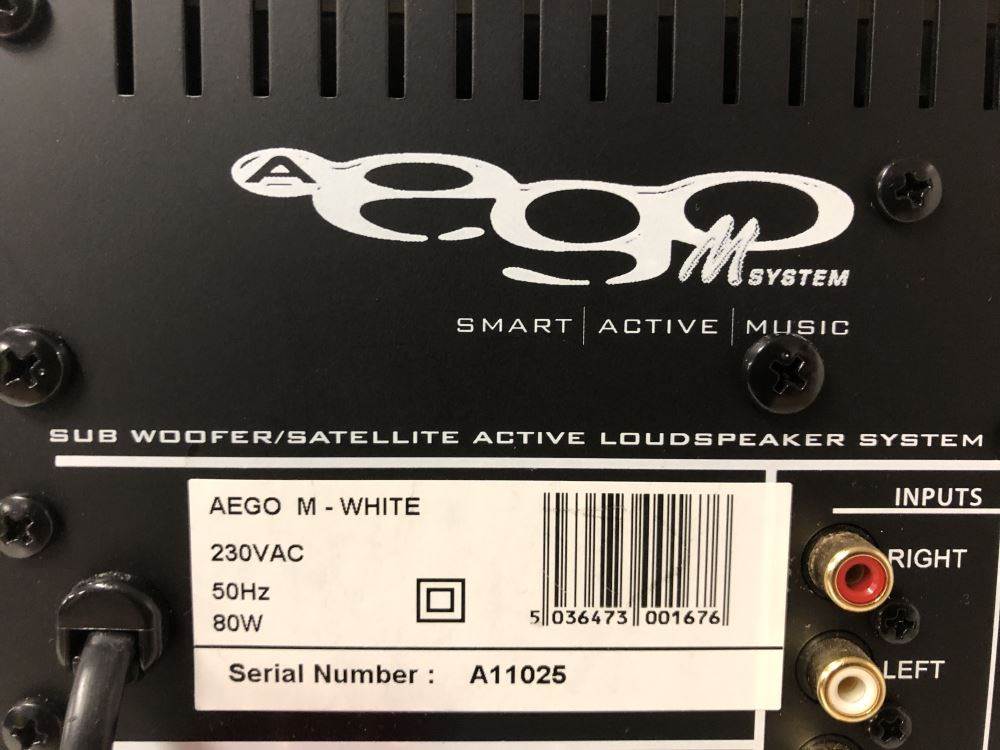 Aego
M SYSTEM
SMART | ACTIVE | MUSIC
SUB WOOFER/SATELLITE ACTIVE LOUDSPEAKER SYSTEM
AEGO M - WHITE
230VAC
50Hz
80W
5 036473 001676
Serial Number : A11025
INPUTS
RIGHT
LEFT